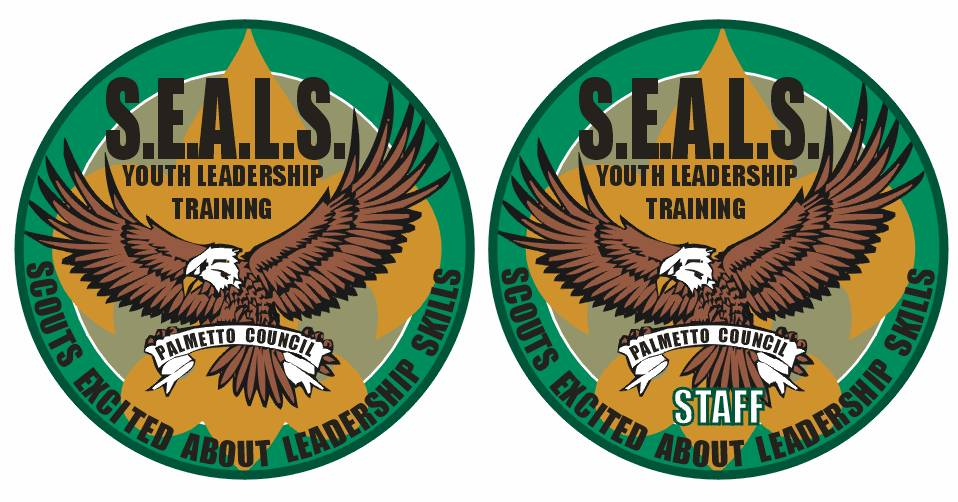 S.E.A.L.S.
YOUTH LEADERSHIP
TRAINING
PALMETTO COUNCIL
SCOUTS EXCITED ABOUT LEADERSHIP SKILLS
S.E.A.L.S.
YOUTH LEADERSHIP
TRAINING
PALMETTO COUNCIL
STAFF
SCOUTS EXCITED ABOUT LEADERSHIP SKILLS